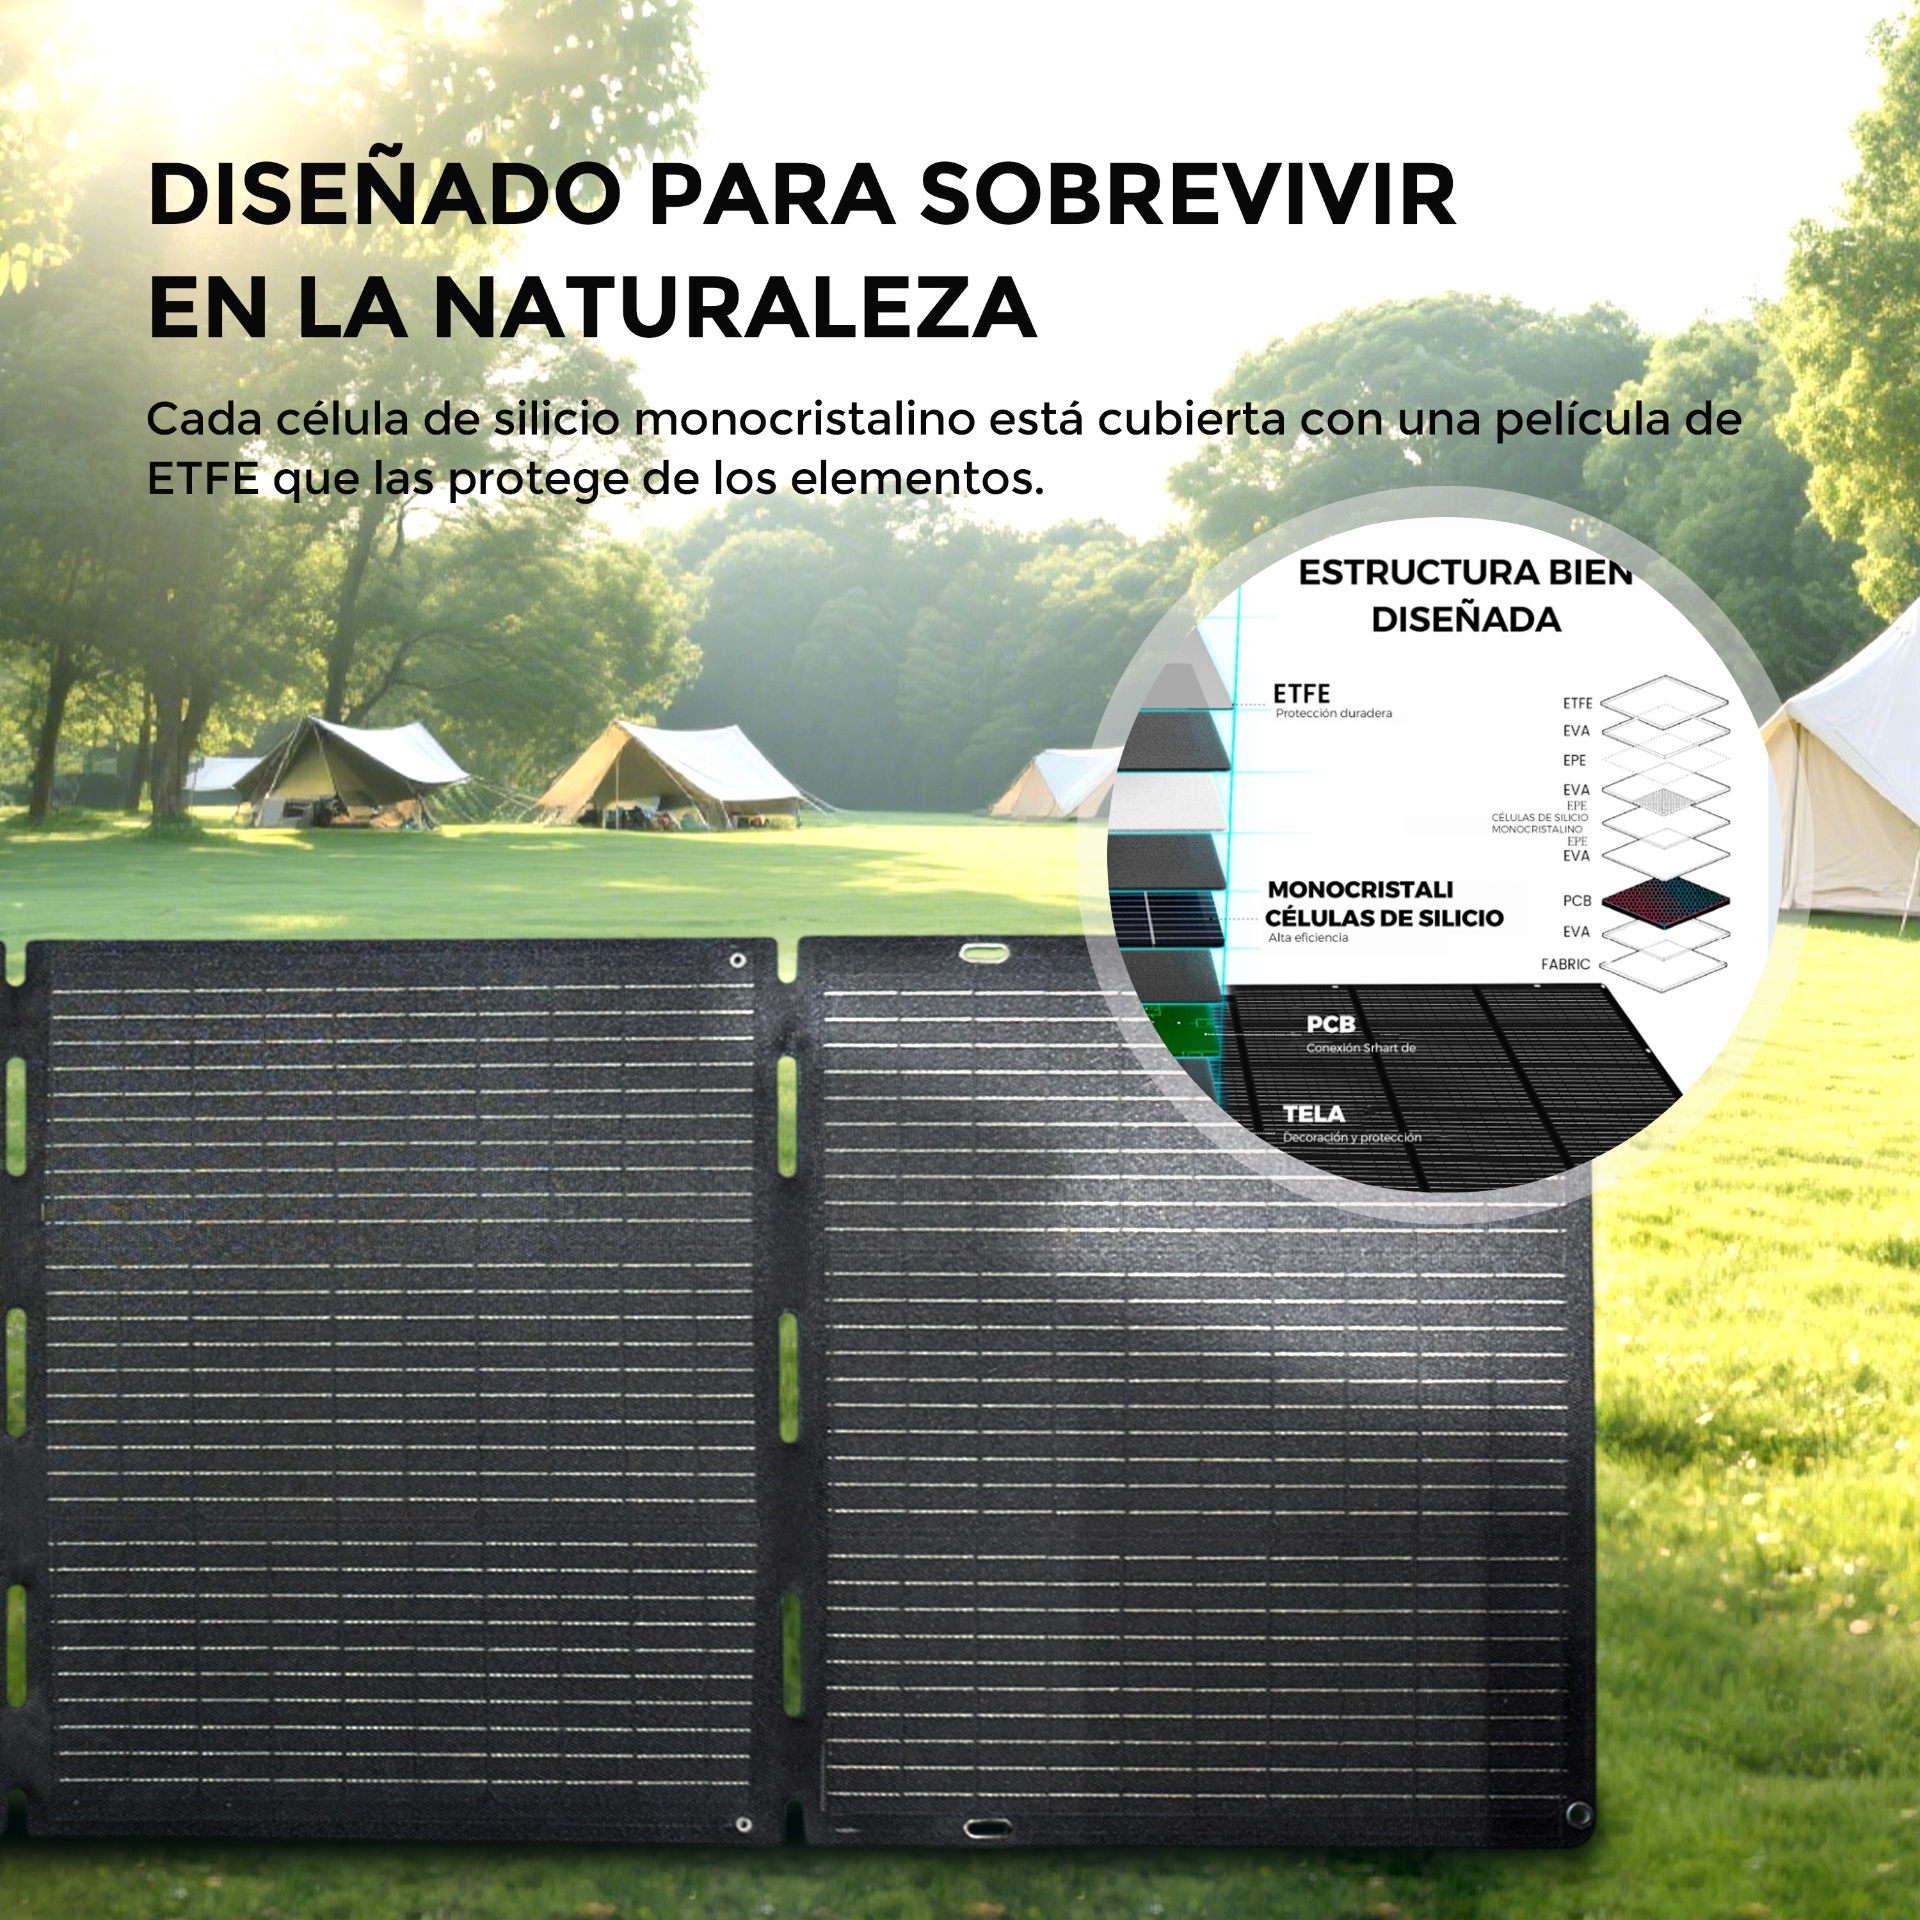 DISEÑADO PARA SOBREVIVIR
EN LA NATURALEZA
Cada célula de silicio monocristalino está cubierta con una película de
ETFE que las protege de los elementos.
ESTRUCTURA BIEN
DISEÑADA
ETFE
Protección duradera
MONOCRISTALI
CÉLULAS DE SILICIO
Alta eficiencia
PCB
Conexión Srhart de
TELA
Decoración y protección
ETFE
EVA
EPE
EVA
EPE
CÉLULAS DE SILICIO
MONOCRISTALINO
EPE
EVA
PCB
EVA
FABRIC